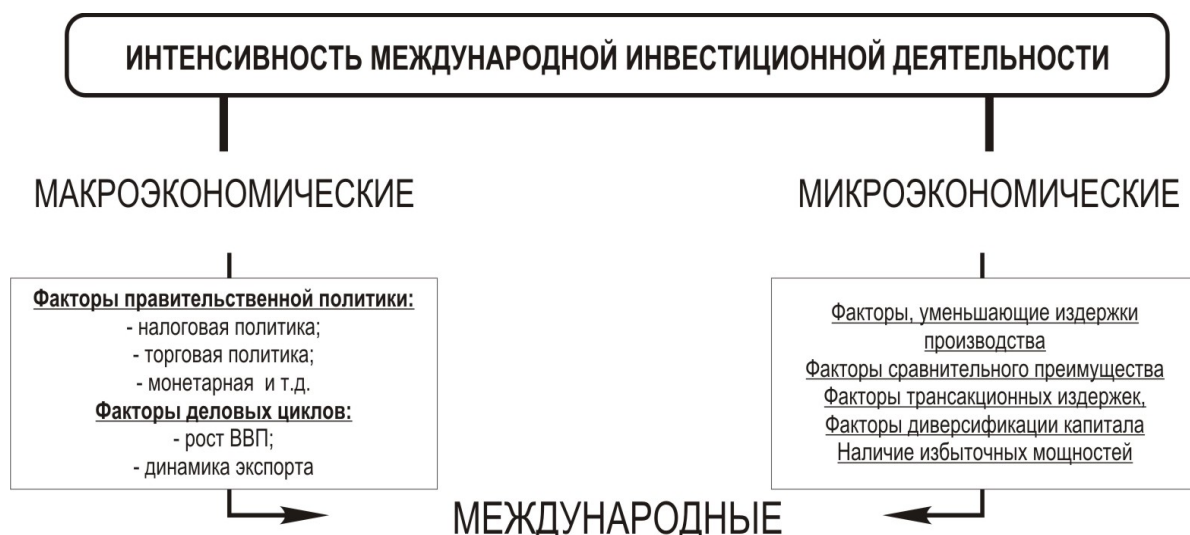 ИНТЕНСИВНОСТЬ МЕЖДУНАРОДНОЙ ИНВЕСТИЦИОННОЙ ДЕЯТЕЛЬНОСТИ
МАКРОЭКОНОМИЧЕСКИЕ
МИКРОЭКОНОМИЧЕСКИЕ
Факторы правительственной политики:
- налоговая политика;
- торговая политика;
- монетарная и т.д.
Факторы деловых циклов:
- рост ВВП;
- динамика экспорта
Факторы, уменьшающие издержки
производства
Факторы сравнительного преимущества
Факторы трансакционных издержек,
Факторы диверсификации капитала
Наличие избыточных мощностей
МЕЖДУНАРОДНЫЕ